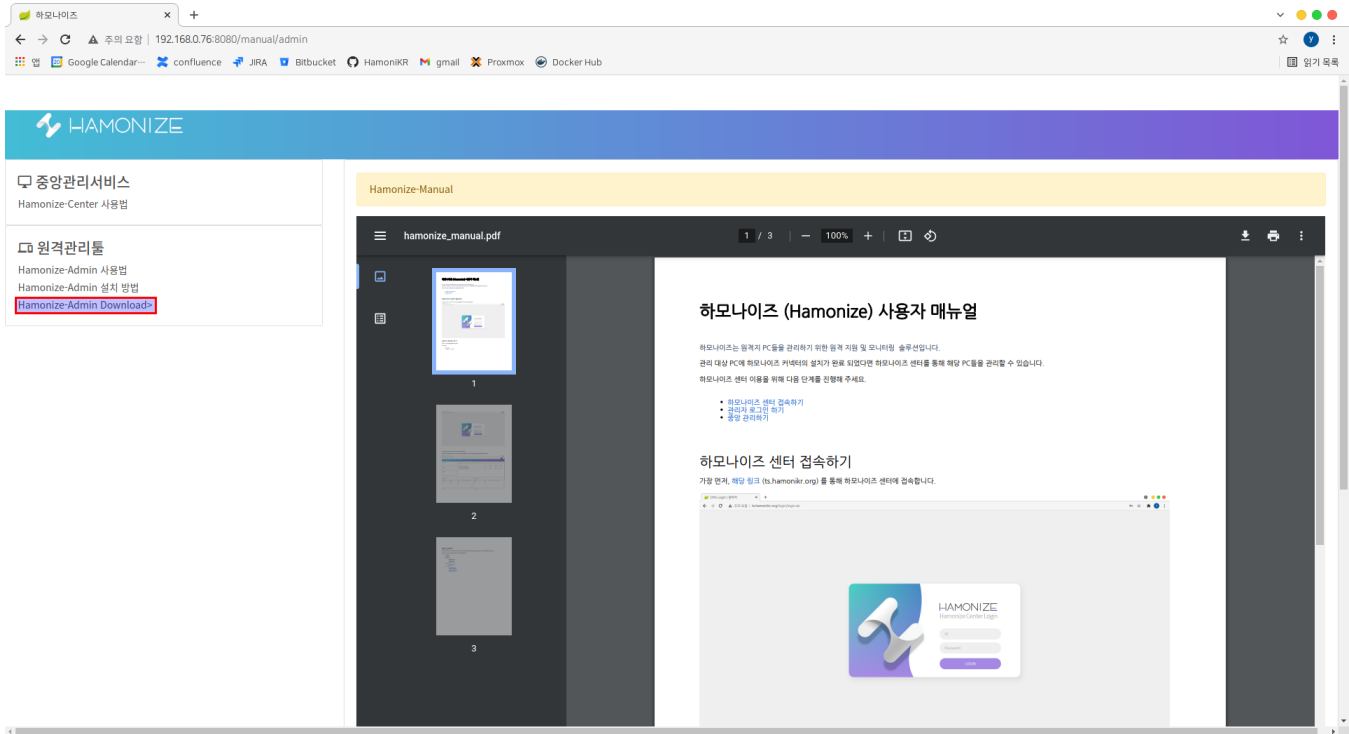 하모나이즈
주의 요함 | 192.168.0.76:8080/manual/admin
y
앱 Google Calendar… confluence JIRA Bitbucket HamoniKR gmail Proxmox Docker Hub 읽기 목록
HAMONIZE
중앙관리서비스
Hamonize-Center 사용법
원격관리툴
Hamonize-Admin 사용법
Hamonize-Admin 설치 방법
Hamonize-Admin Download>
Hamonize-Manual
hamonize_manual.pdf 1 / 3 | − 100% + |
1
2
3
하모나이즈 (Hamonize) 사용자 매뉴얼
하모나이즈는 원격지 PC들을 관리하기 위한 원격 지원 및 모니터링 솔루션입니다.
관리 대상 PC에 하모나이즈 커넥터의 설치가 완료 되었다면 하모나이즈 센터를 통해 해당 PC들을 관리할 수 있습니다.
하모나이즈 센터 이용을 위해 다음 단계를 진행해 주세요.
• 하모나이즈 센터 접속하기
• 관리자 로그인 하기
• 중앙 관리하기
하모나이즈 센터 접속하기
가장 먼저, 해당 링크 (ts.hamonikr.org) 를 통해 하모나이즈 센터에 접속합니다.
HAMONIZE
Hamonize Center Login
Password
LOGIN